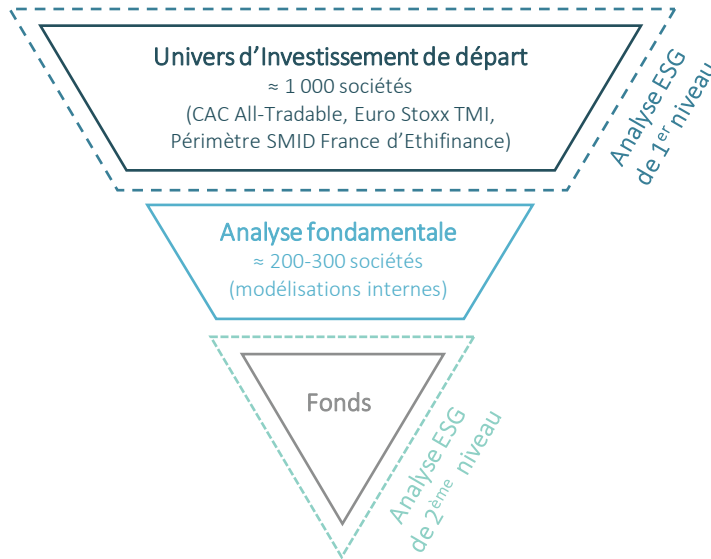 Univers d'Investissement de départ
≈ 1 000 sociétés
(CAC All-Tradable, Euro Stoxx TMI,
Périmètre SMID France d'Ethifinance)
Analyse ESG
de 1er niveau
Analyse fondamentale
≈ 200-300 sociétés
(modélisations internes)
Fonds
Analyse ESG
de 2ème niveau